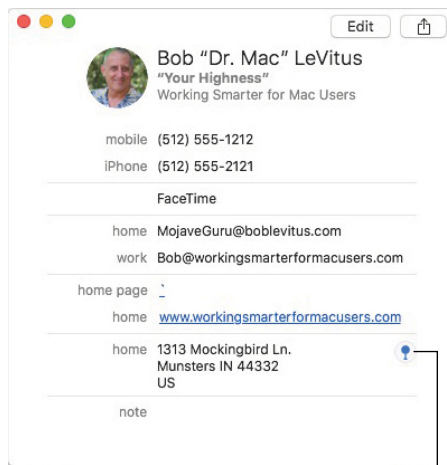 Edit
Bob “Dr. Mac” LeVitus
“Your Highness”
Working Smarter for Mac Users
mobile (512) 555-1212
iPhone (512) 555-2121
FaceTime
home MojaveGuru@boblevitus.com
work Bob@workingsmarterformacusers.com
home page `
home www.workingsmarterformacusers.com
home 1313 Mockingbird Ln.
Munsters IN 44332
US
note